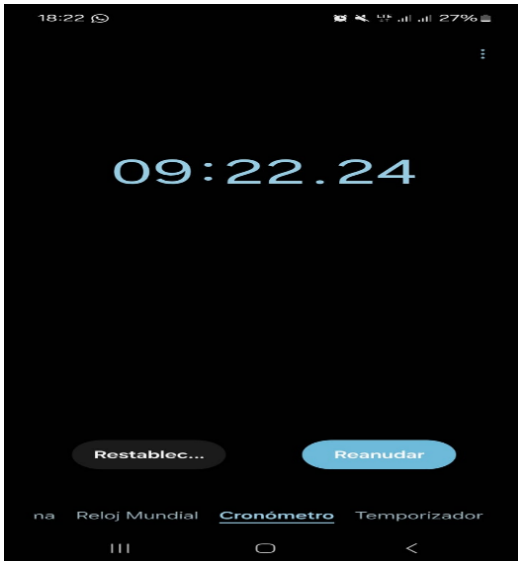 18:22 27%
09:22.24
Restablec... Reanudar
na Reloj Mundial Cronómetro Temporizador